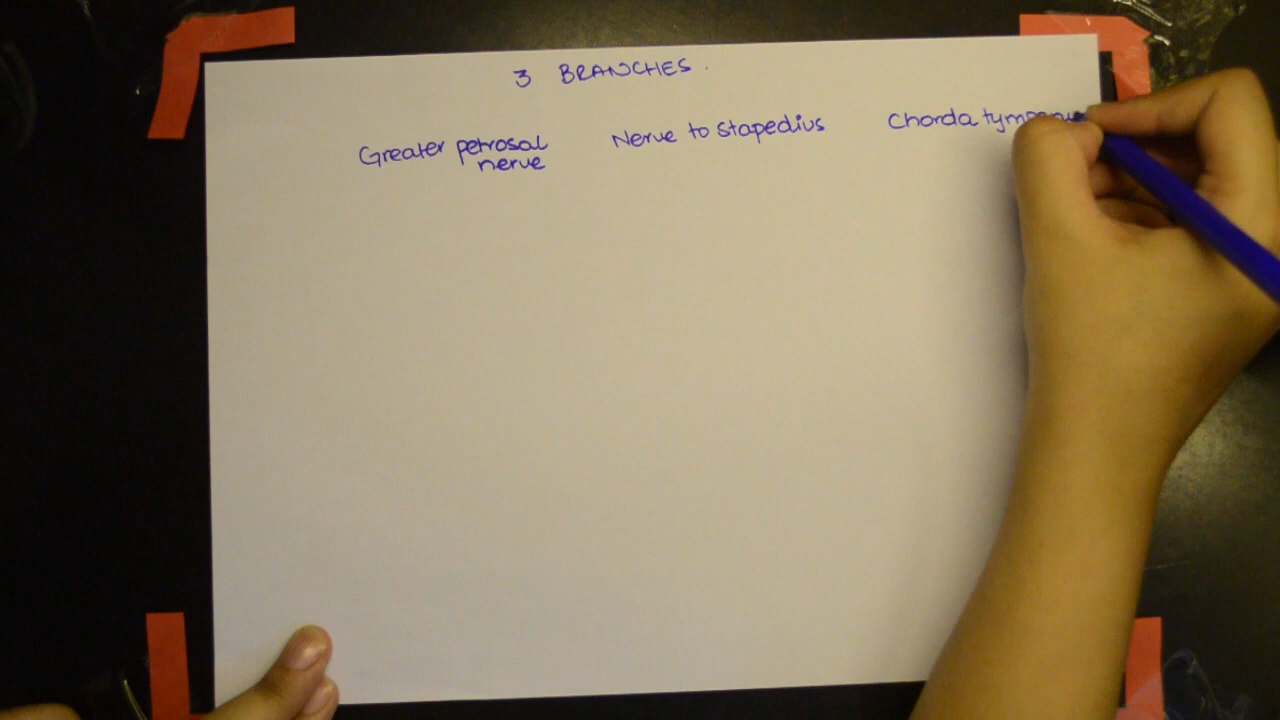 3 BRANCHES.
Greater petrosal
nerve
Nerve to stapedius
Chorda